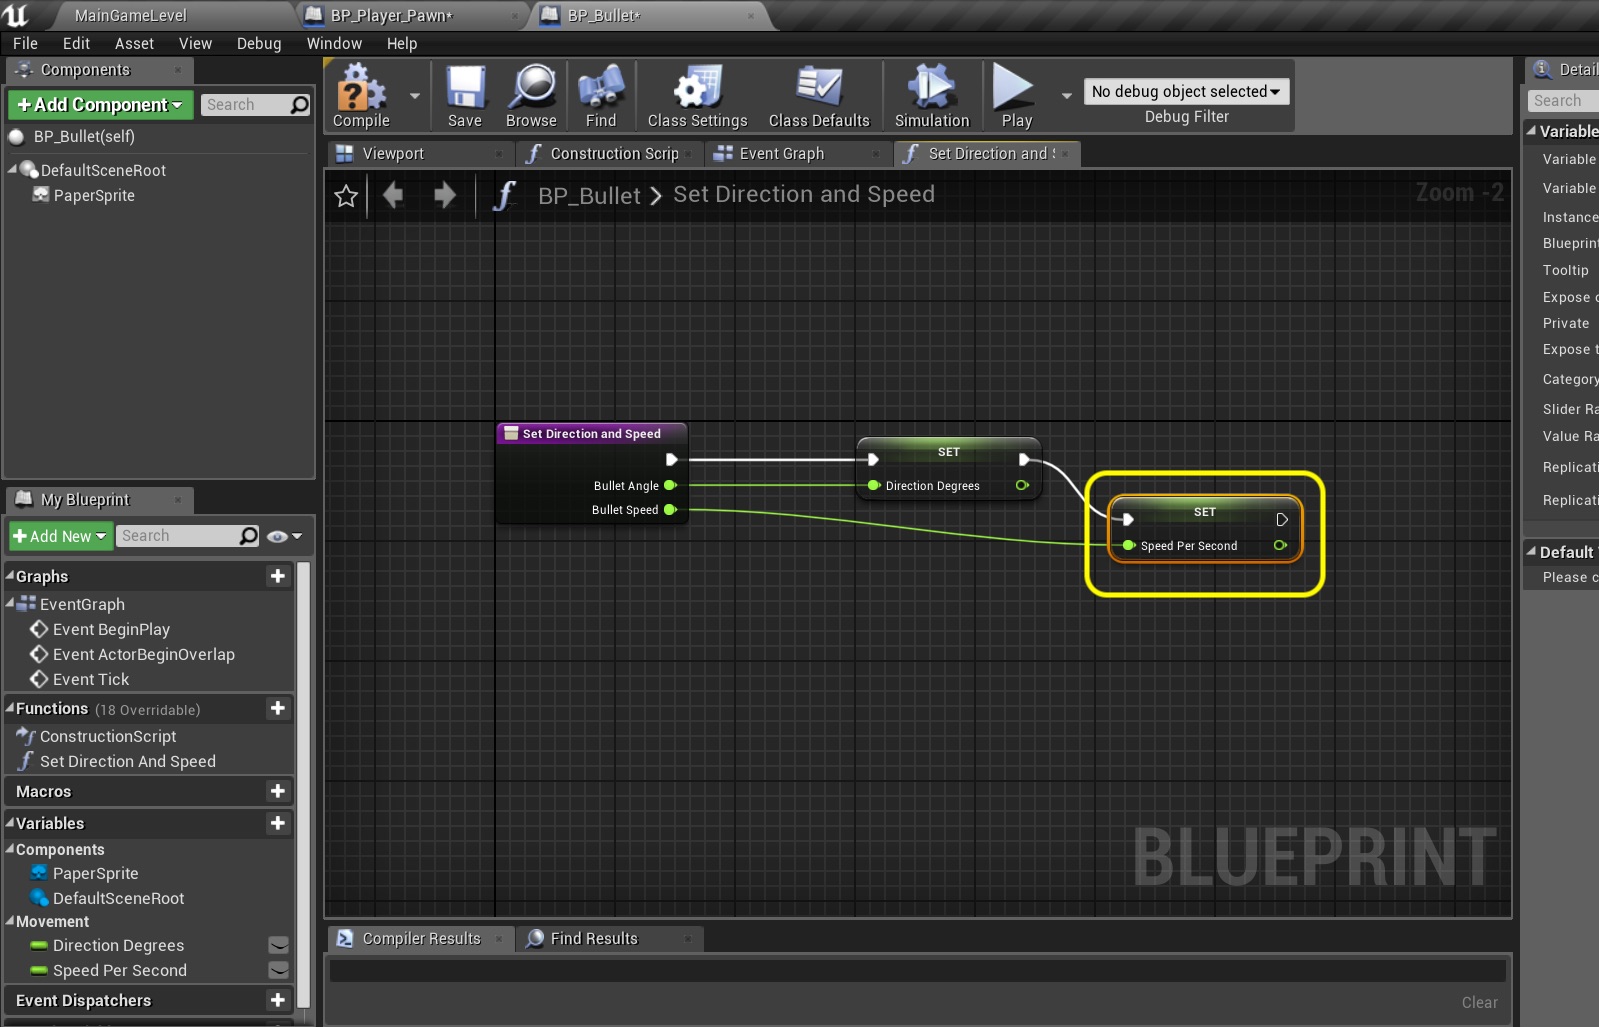 MainGameLevel
BP_Player_Pawn*
BP_Bullet*
File Edit Asset View Debug Window Help
Components
+Add Component
Search
BP_Bullet(self)
DefaultSceneRoot
PaperSprite
Compile
Save
Browse
Find
Class Settings
Class Defaults
Simulation
Play
No debug object selected
Debug Filter
Viewport
Construction Scrip
Event Graph
Set Direction and
BP_Bullet > Set Direction and Speed
Zoom -2
Set Direction and Speed
Bullet Angle
Bullet Speed
SET
Direction Degrees
SET
Speed Per Second
BLUEPRINT
My Blueprint
+Add New
Search
Graphs
EventGraph
Event BeginPlay
Event ActorBeginOverlap
Event Tick
Functions (18 Overridable)
ConstructionScript
Set Direction And Speed
Macros
Variables
Components
PaperSprite
DefaultSceneRoot
Movement
Direction Degrees
Speed Per Second
Event Dispatchers
Compiler Results
Find Results
Clear
Detail
Search
Variable
Variable
Variable
Instance
Blueprint
Tooltip
Expose
Private
Expose t
Category
Slider Ra
Value Ra
Replicati
Replicati
Default
Please c